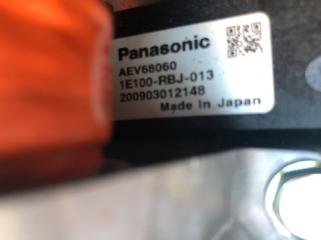 Panasonic
AEV68060
1E100-RBJ-013
200903012148
Made in Japan